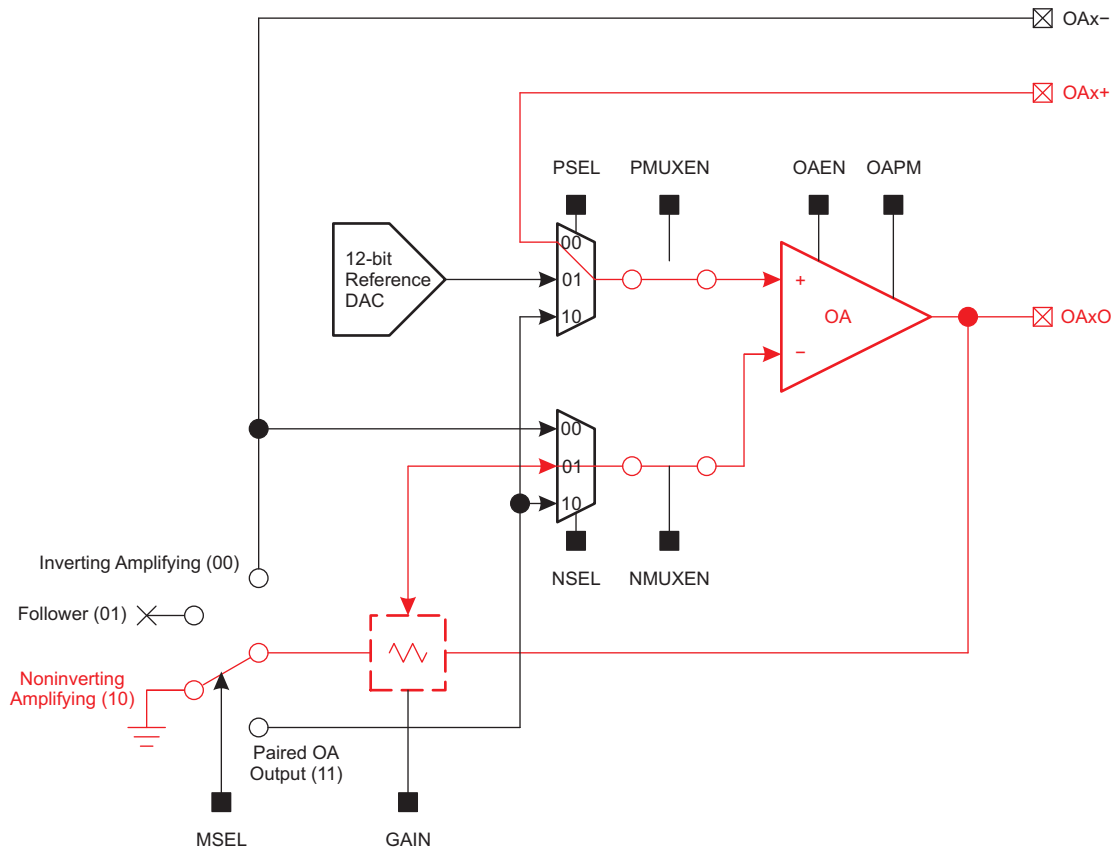 OAx−
OAx+
PSEL
PMUXEN
OAEN
OAPM
00
12-bit
Reference
DAC
01
+
10
OA
OAxO
−
00
01
10
Inverting Amplifying (00)
NSEL
NMUXEN
Follower (01)
Noninverting
Amplifying (10)
Paired OA
Output (11)
MSEL
GAIN